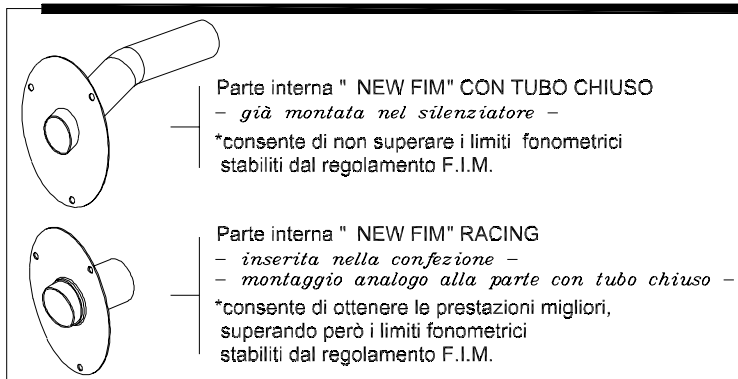 Parte interna " NEW FIM" CON TUBO CHIUSO
– già montata nel silenziatore –
*consente di non superare i limiti fonometrici
stabiliti dal regolamento F.I.M.
Parte interna " NEW FIM" RACING
– inserita nella confezione –
– montaggio analogo alla parte con tubo chiuso –
*consente di ottenere le prestazioni migliori,
superando però i limiti fonometrici
stabiliti dal regolamento F.I.M.